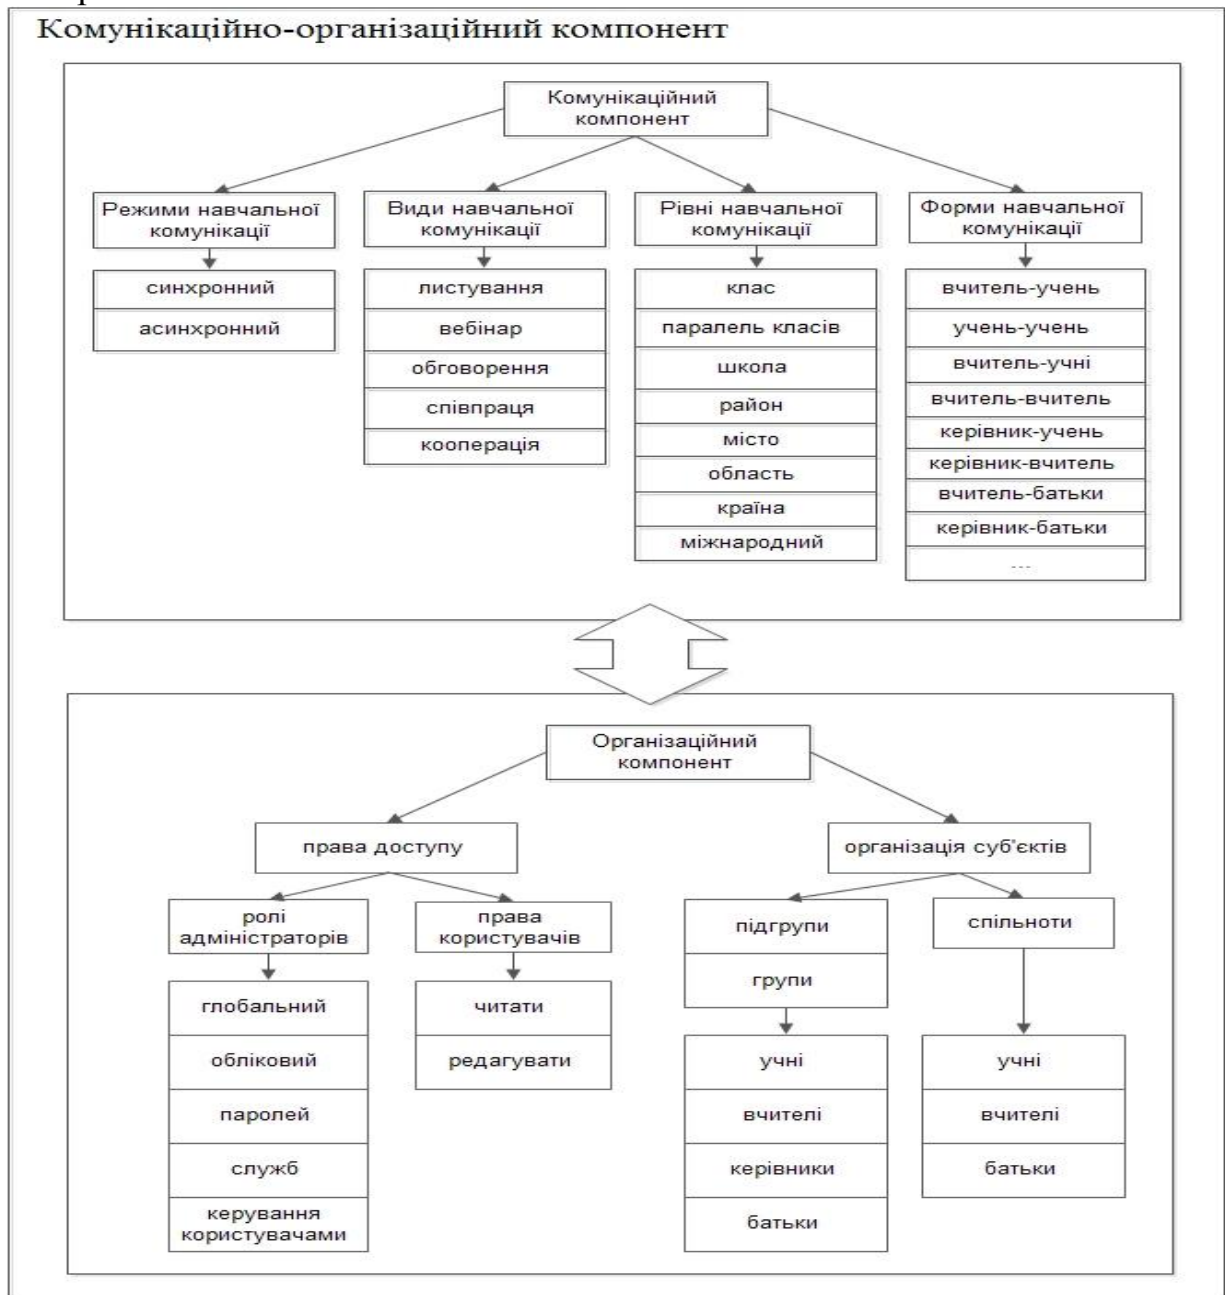 Комунікаційно-організаційний компонент
Комунікаційний
компонент
Режими навчальної
комунікації
синхронний
асинхронний
Види навчальної
комунікації
листування
вебінар
обговорення
співпраця
кооперація
Рівні навчальної
комунікації
клас
паралель класів
школа
район
місто
область
країна
міжнародний
Форми навчальної
комунікації
вчитель-учень
учень-учень
вчитель-учні
вчитель-вчитель
керівник-учень
керівник-вчитель
вчитель-батьки
керівник-батьки
...
Організаційний
компонент
права доступу
ролі
адміністраторів
глобальний
обліковий
паролей
служб
керування
користувачами
права
користувачів
читати
редагувати
організація суб'єктів
підгрупи
групи
учні
вчителі
керівники
батьки
спільноти
учні
вчителі
батьки